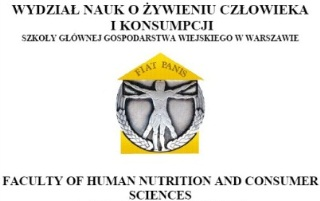 WYDZIAŁ NAUK O ŻYWIENIU CZŁOWIEKA
I KONSUMPCJI
SZKOŁY GŁÓWNEJ GOSPODARSTWA WIEJSKIEGO W WARSZAWIE
FIAT PANIS
FACULTY OF HUMAN NUTRITION AND CONSUMER
SCIENCES